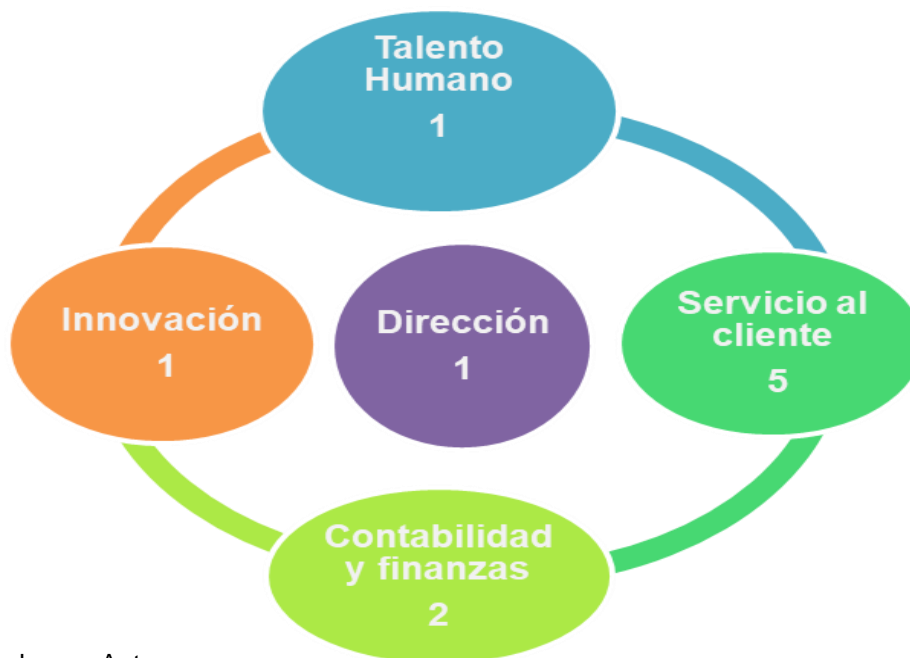 Talento
Humano
1
Innovación
1
Dirección
1
Servicio al
cliente
5
Contabilidad
y finanzas
2